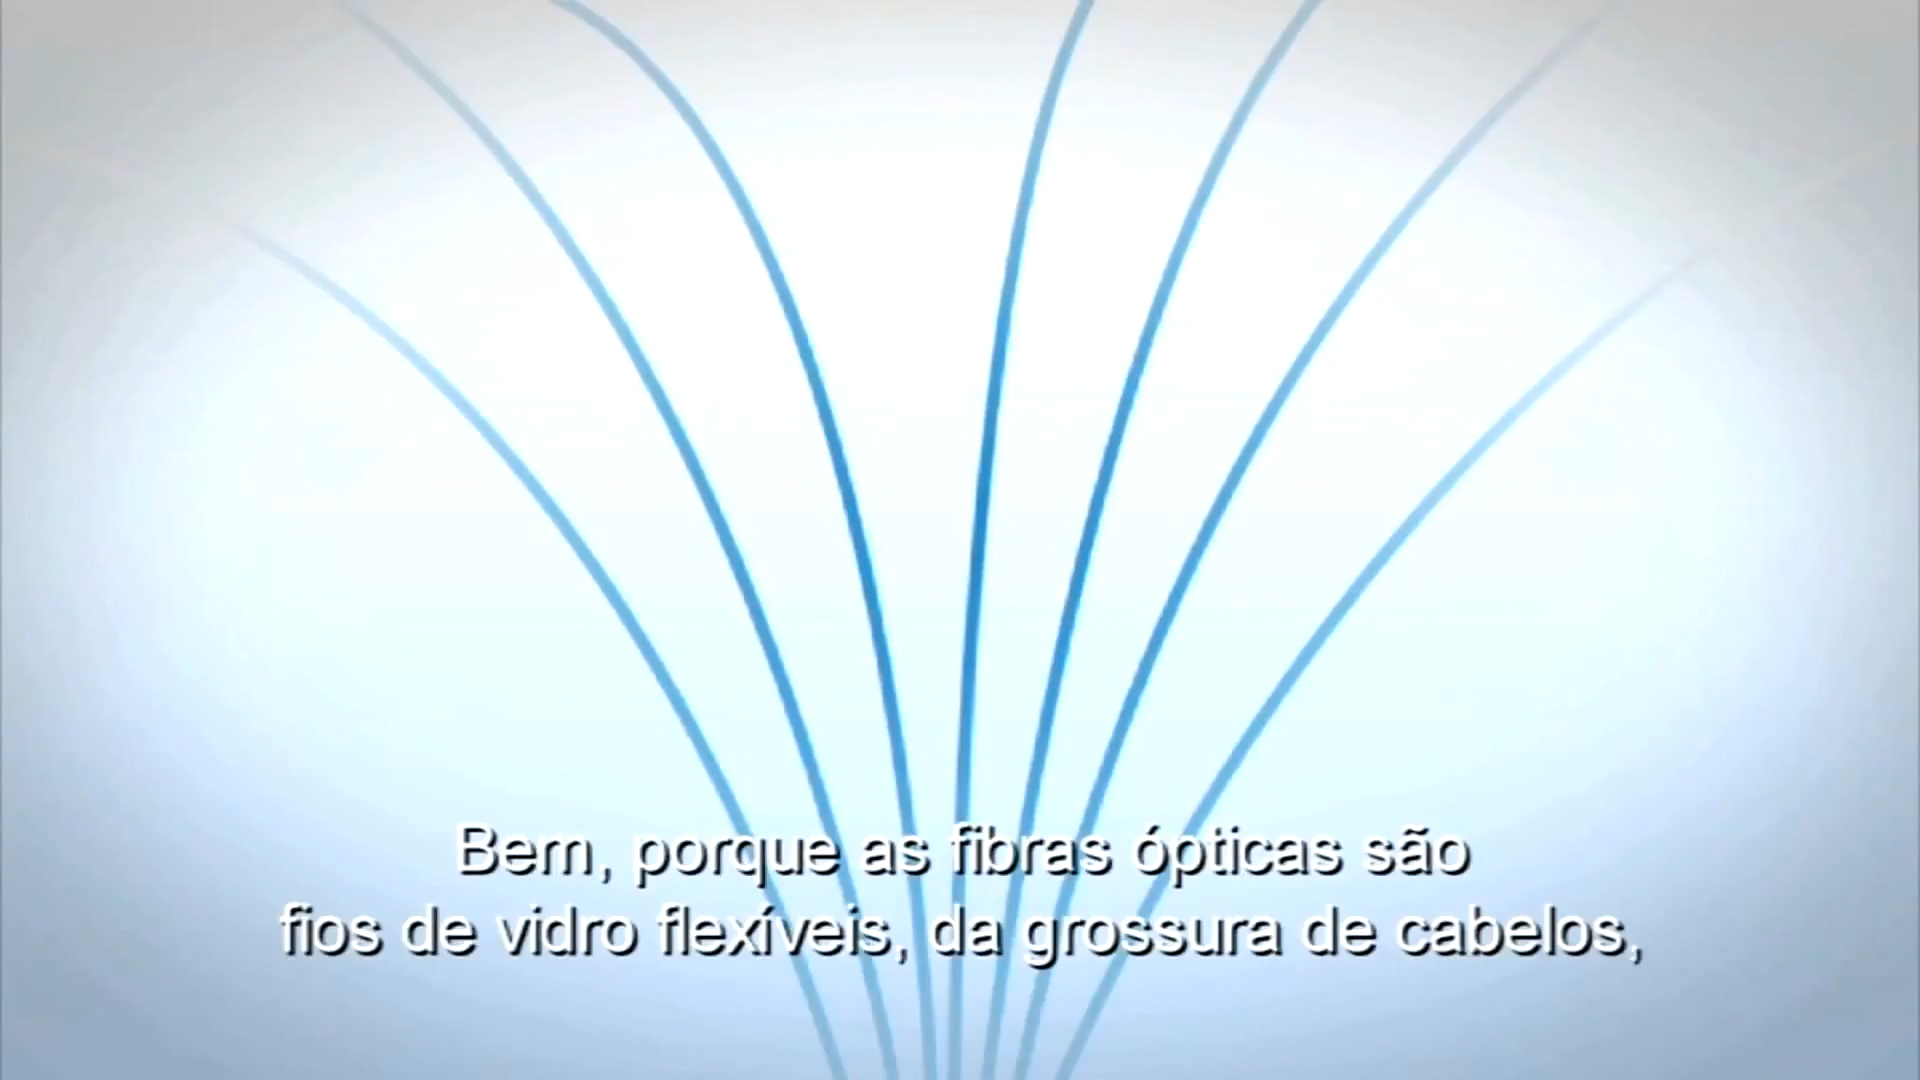 Bem, porque as fibras ópticas são
fios de vidro flexíveis, da grossura de cabelos,